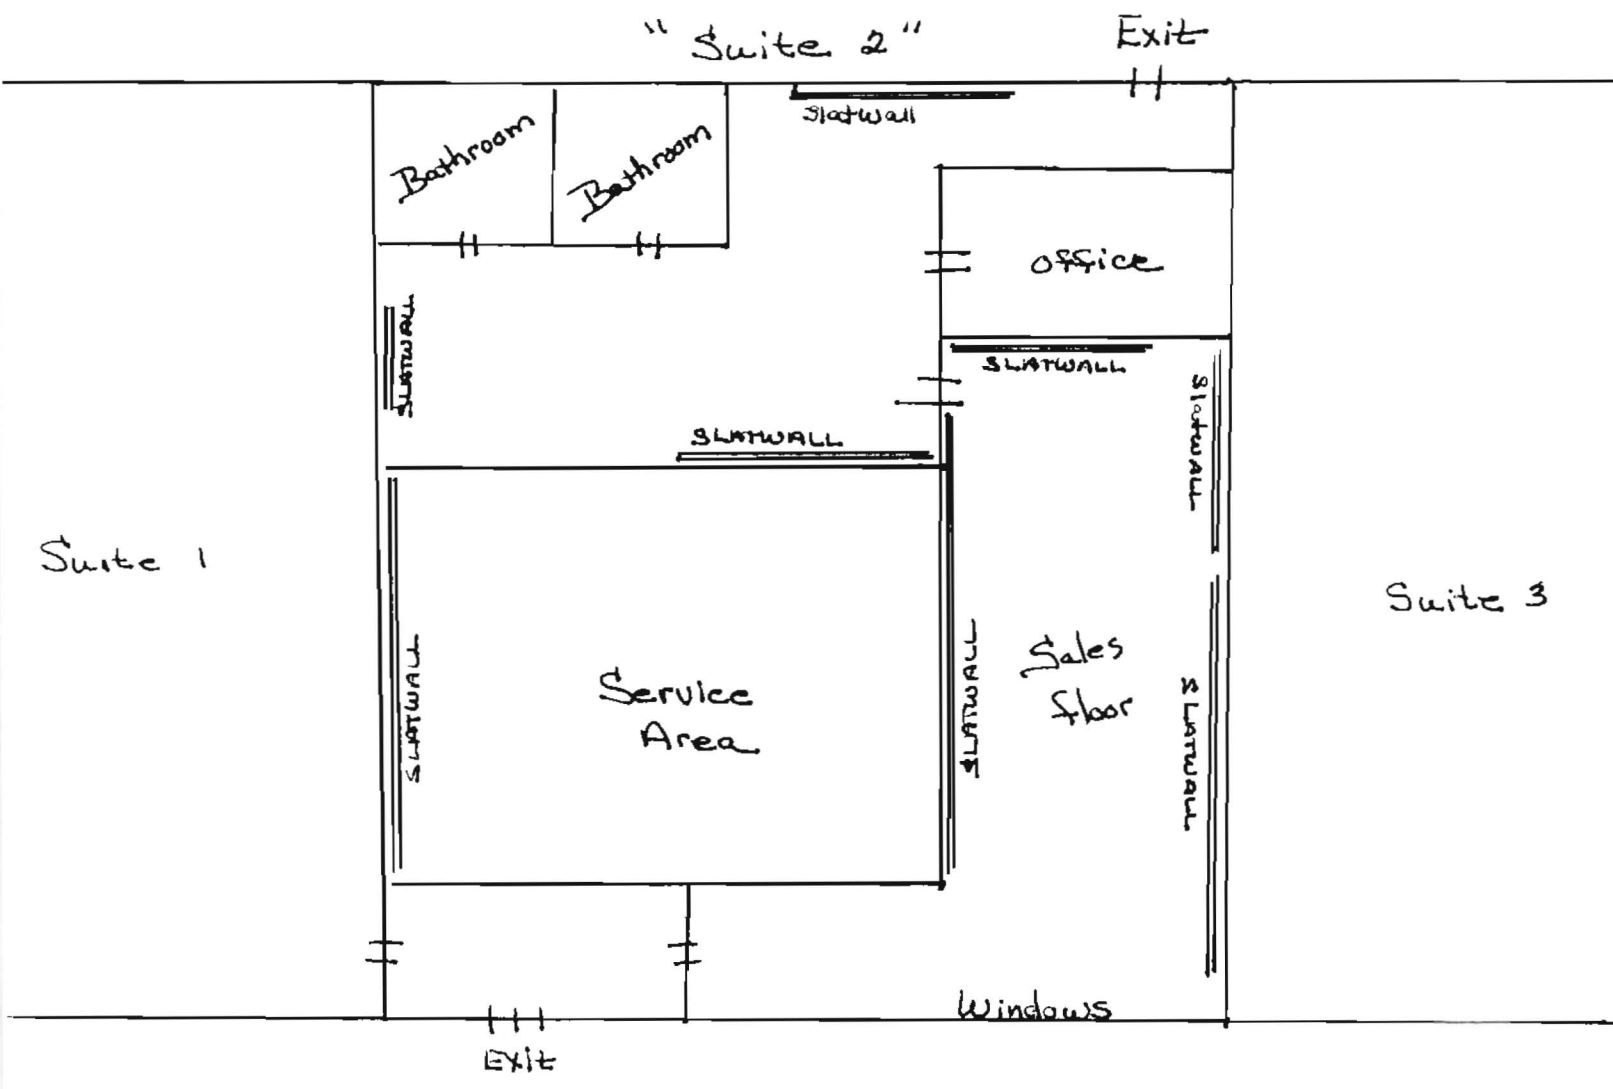 "Suite 2"
Exit
Slatwall
Bathroom
Bathroom
Office
SLATWALL
SLATWALL
SlatWALL
SLATWALL
Suite 1
Suite 3
SLATWALL
Service
Area
SLATWALL
Sales
floor
SLATWALL
Windows
Exit